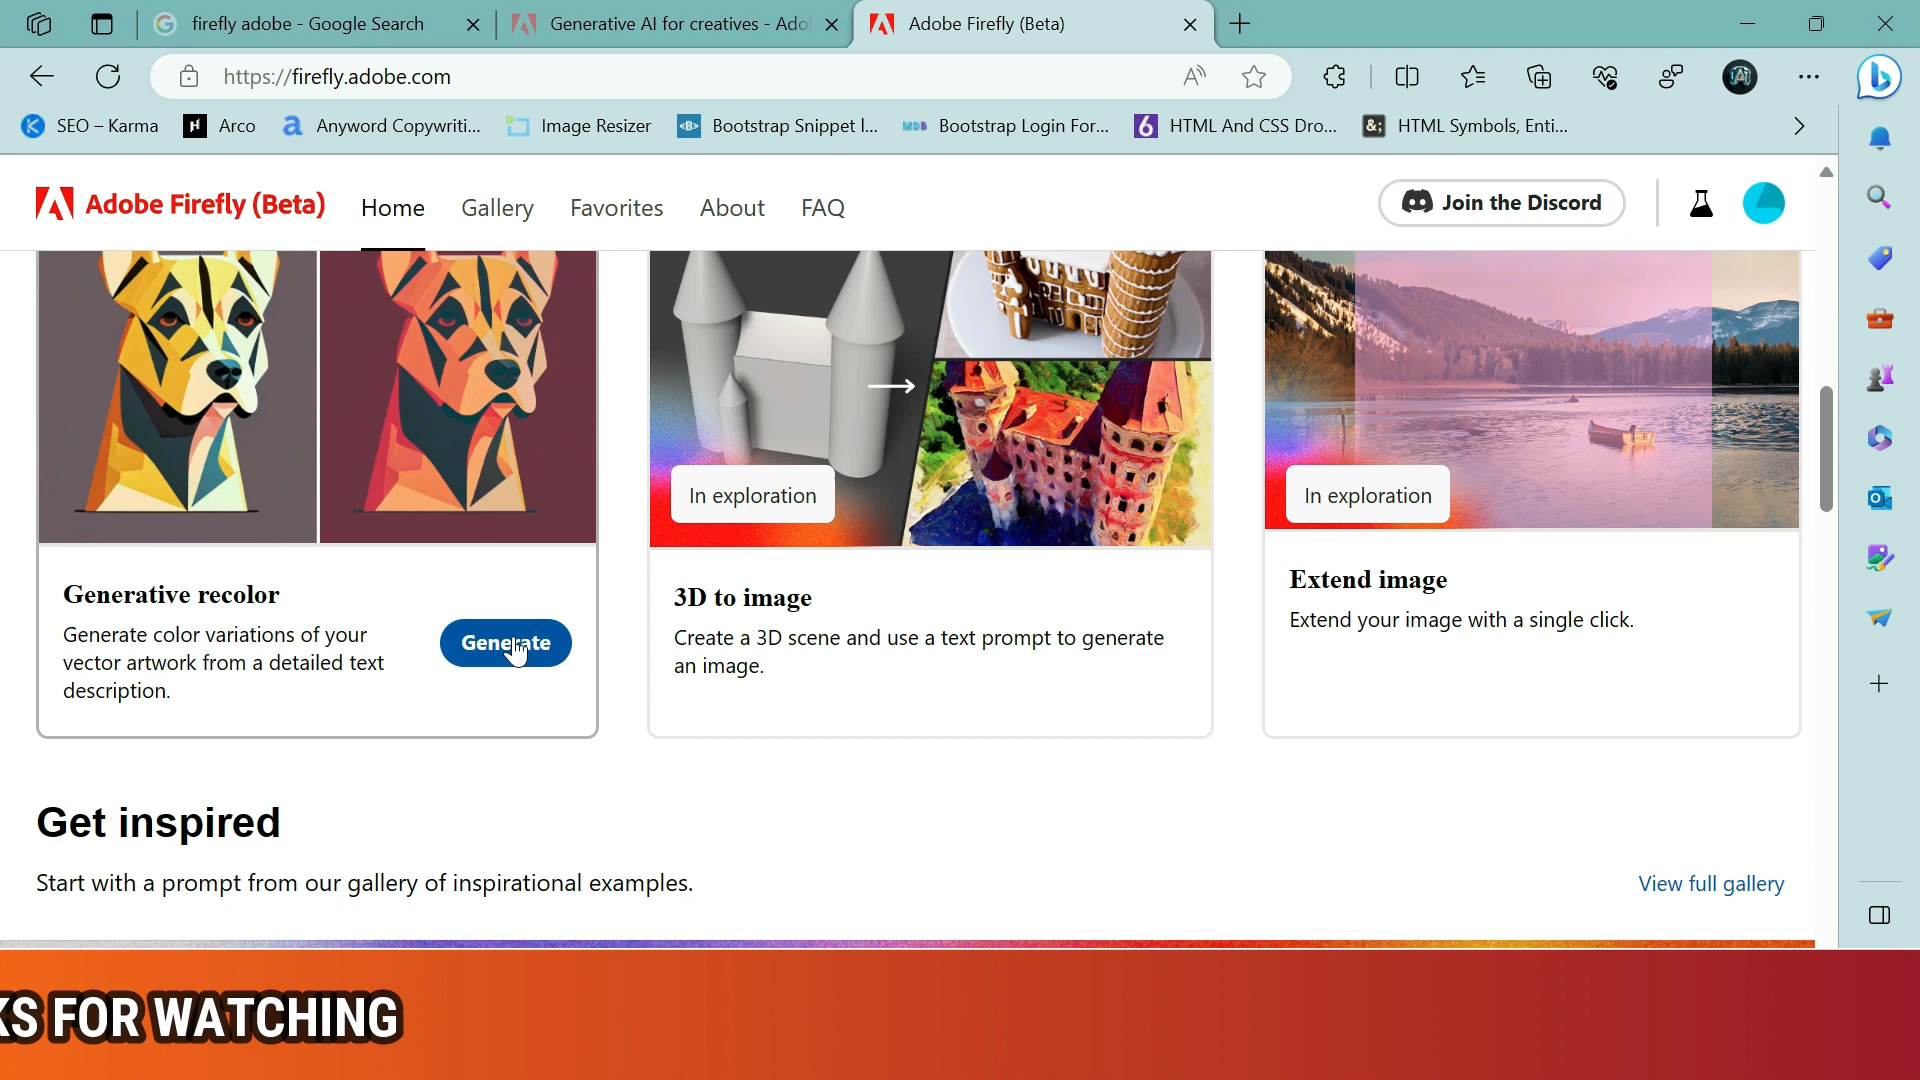 firefly adobe - Google Search
Generative AI for creatives - Ado
Adobe Firefly (Beta)
https://firefly.adobe.com
SEO – Karma
Arco
Anyword Copywriti...
Image Resizer
Bootstrap Snippet l...
Bootstrap Login For...
HTML And CSS Dro...
HTML Symbols, Enti...
Adobe Firefly (Beta)
Home
Gallery
Favorites
About
FAQ
Join the Discord
In exploration
In exploration
Generative recolor
Generate color variations of your
vector artwork from a detailed text
description.
Generate
3D to image
Create a 3D scene and use a text prompt to generate
an image.
Extend image
Extend your image with a single click.
Get inspired
Start with a prompt from our gallery of inspirational examples.
View full gallery
KS FOR WATCHING